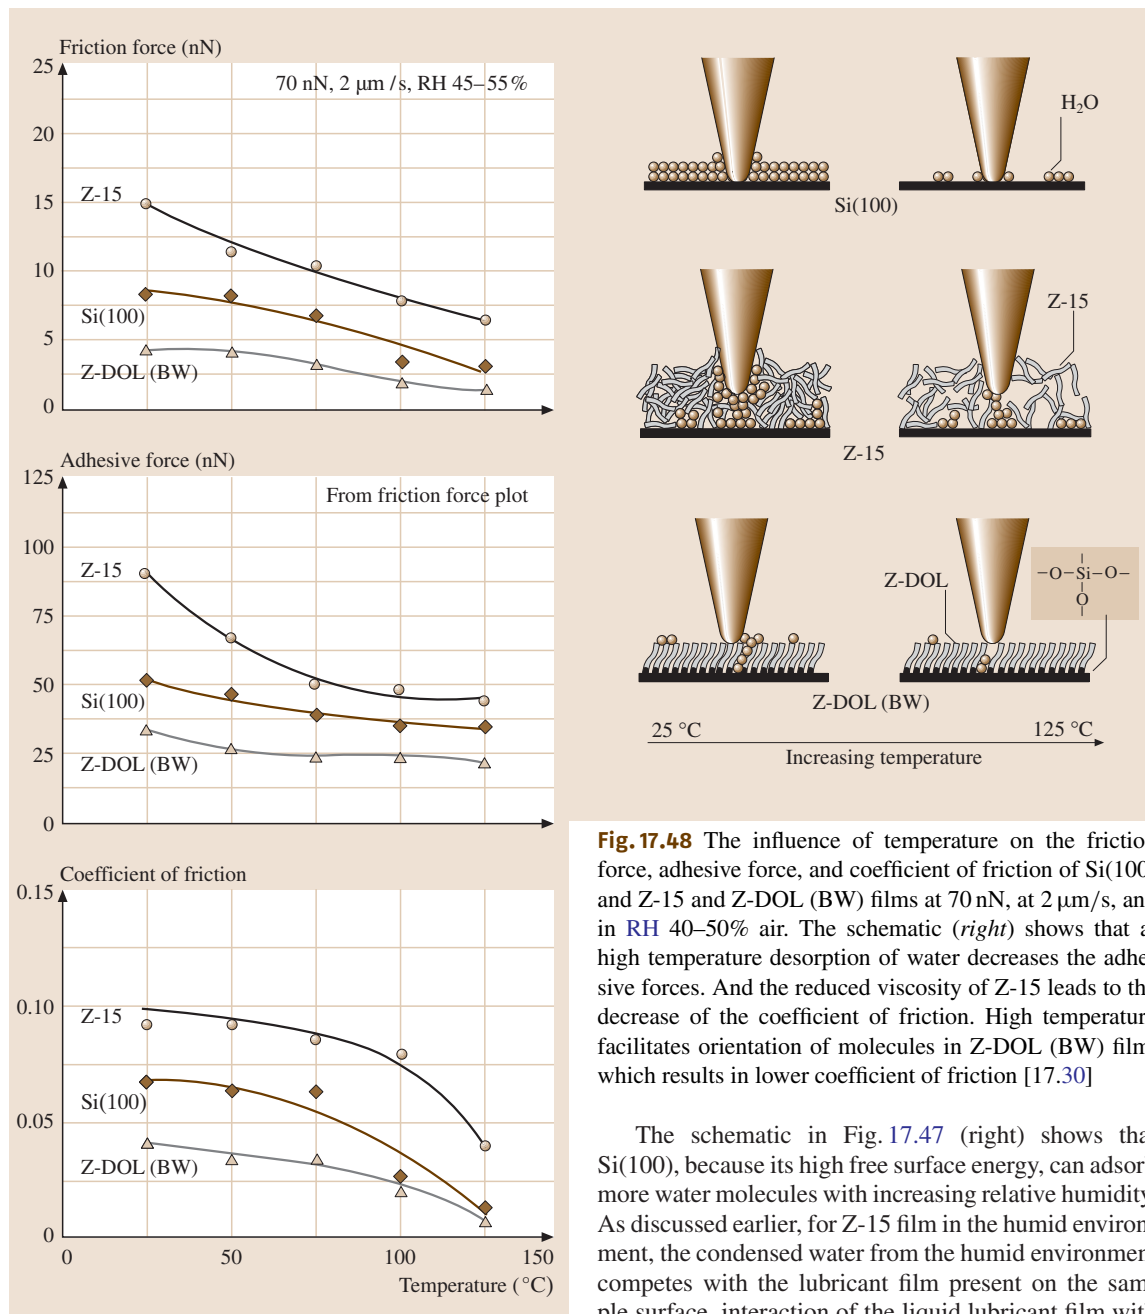 Friction force (nN)
25
20
15
10
5
0
70 nN, 2 μm/s, RH 45–55%
Z-15
Si(100)
Z-DOL (BW)
Adhesive force (nN)
125
100
75
50
25
0
From friction force plot
Z-15
Si(100)
Z-DOL (BW)
Coefficient of friction
0.15
0.10
0.05
0
Z-15
Si(100)
Z-DOL (BW)
0 50 100 150
Temperature (°C)
H₂O
Si(100)
Z-15
Z-15
Z-DOL
–O–Si–O–
O
Z-DOL (BW)
25 °C 125 °C
Increasing temperature
Fig. 17.48 The influence of temperature on the frictio
force, adhesive force, and coefficient of friction of Si(100
and Z-15 and Z-DOL (BW) films at 70 nN, at 2 μm/s, an
in RH 40–50% air. The schematic (right) shows that a
high temperature desorption of water decreases the adhe
sive forces. And the reduced viscosity of Z-15 leads to th
decrease of the coefficient of friction. High temperatur
facilitates orientation of molecules in Z-DOL (BW) film
which results in lower coefficient of friction [17.30]
The schematic in Fig. 17.47 (right) shows tha
Si(100), because its high free surface energy, can adsor
more water molecules with increasing relative humidity
As discussed earlier, for Z-15 film in the humid environ
ment, the condensed water from the humid environmen
competes with the lubricant film present on the sam
ple surface, interaction of the liquid lubricant film wit